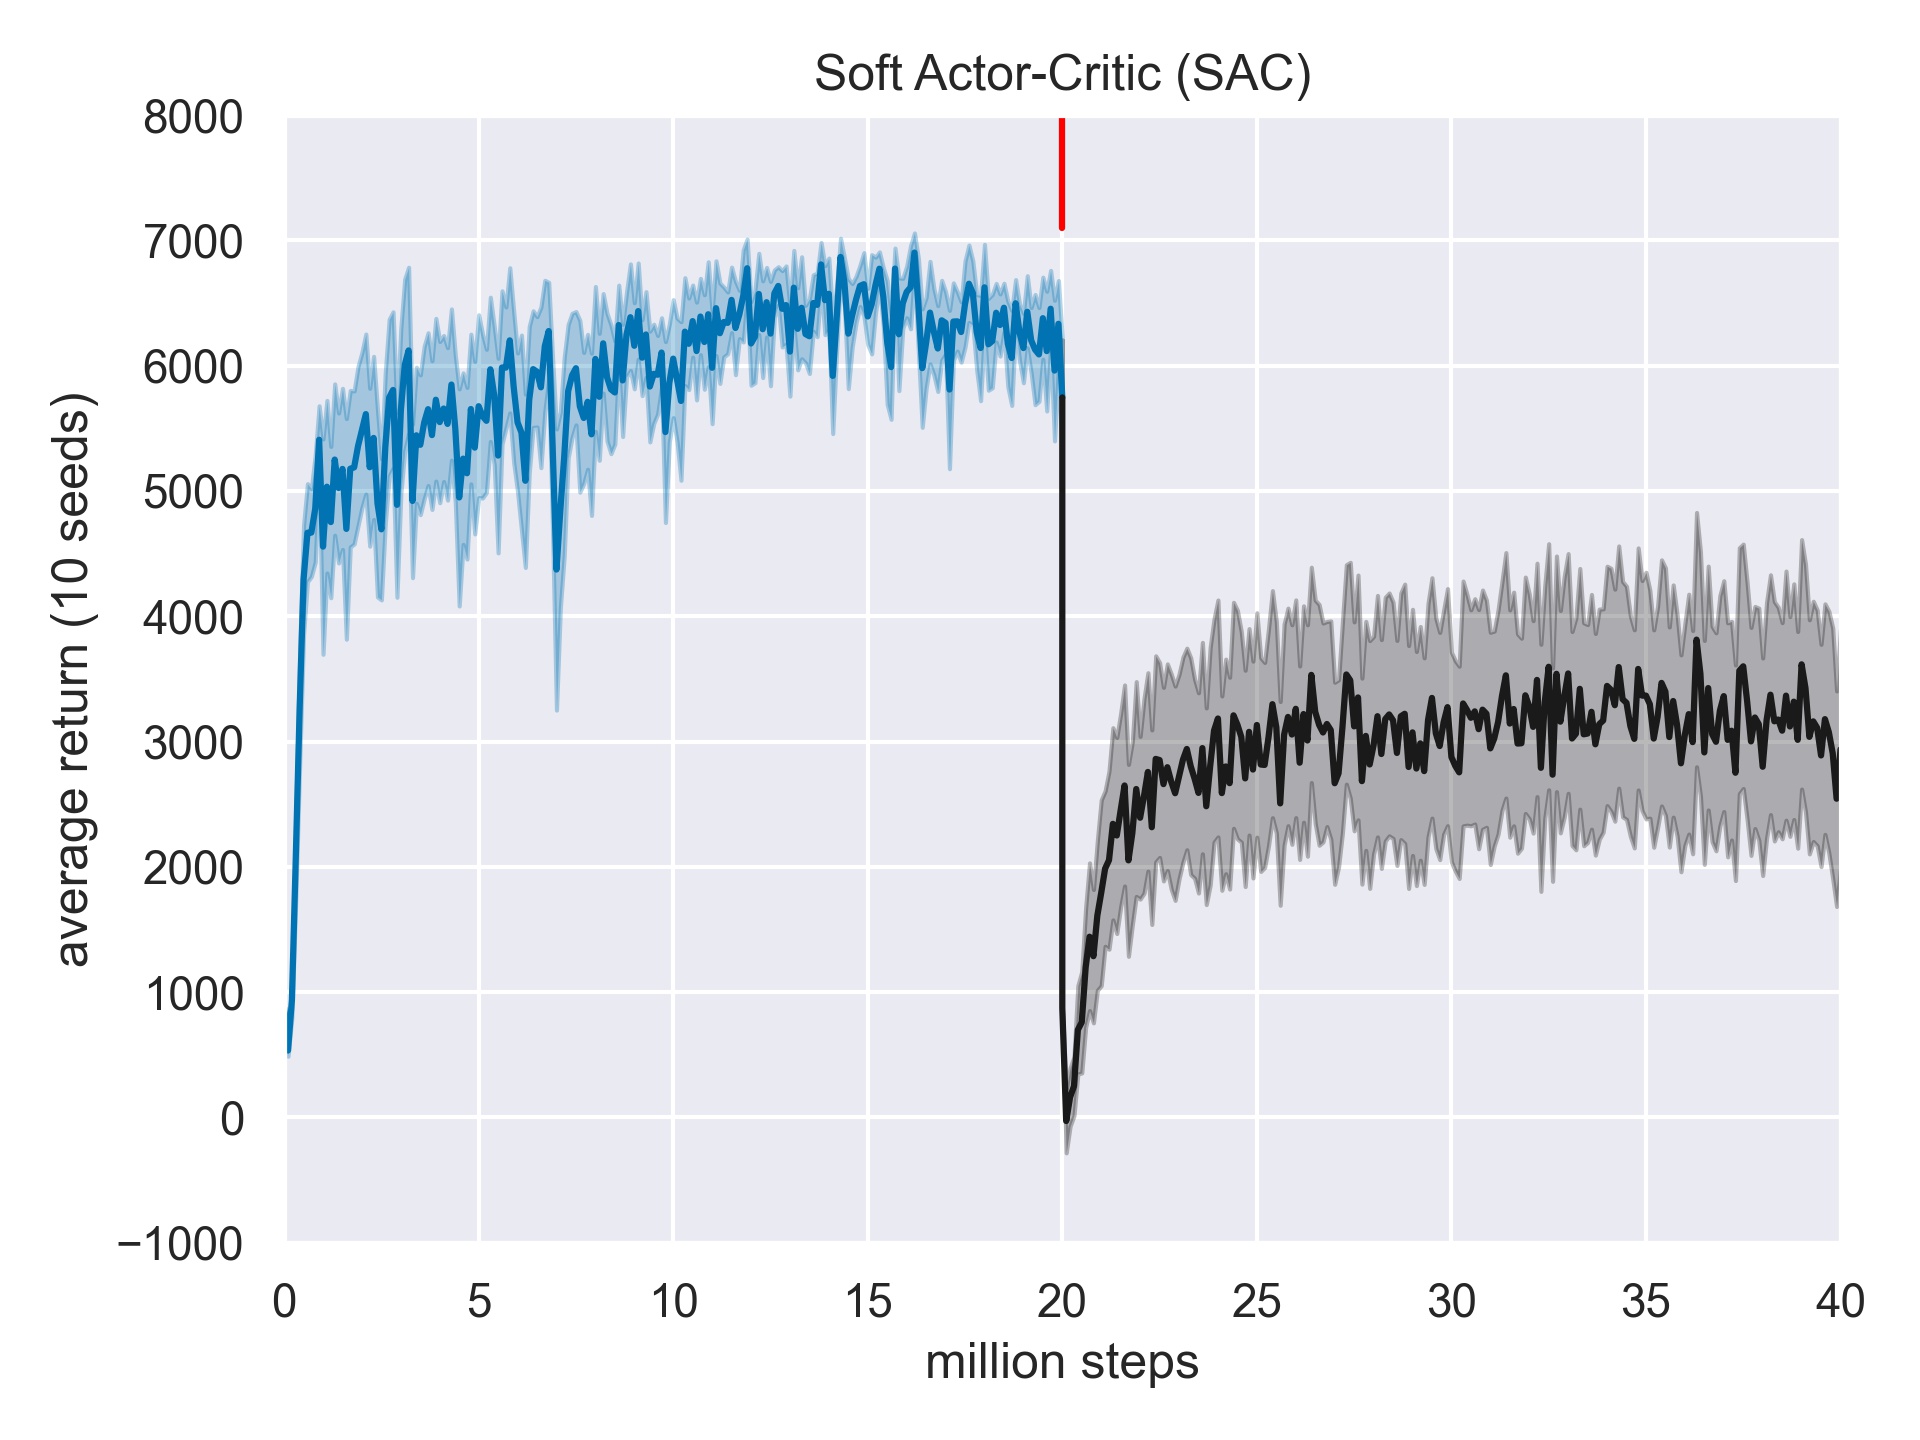 Soft Actor-Critic (SAC)
8000
7000
6000
5000
4000
3000
2000
1000
0
−1000
average return (10 seeds)
0 5 10 15 20 25 30 35 40
million steps